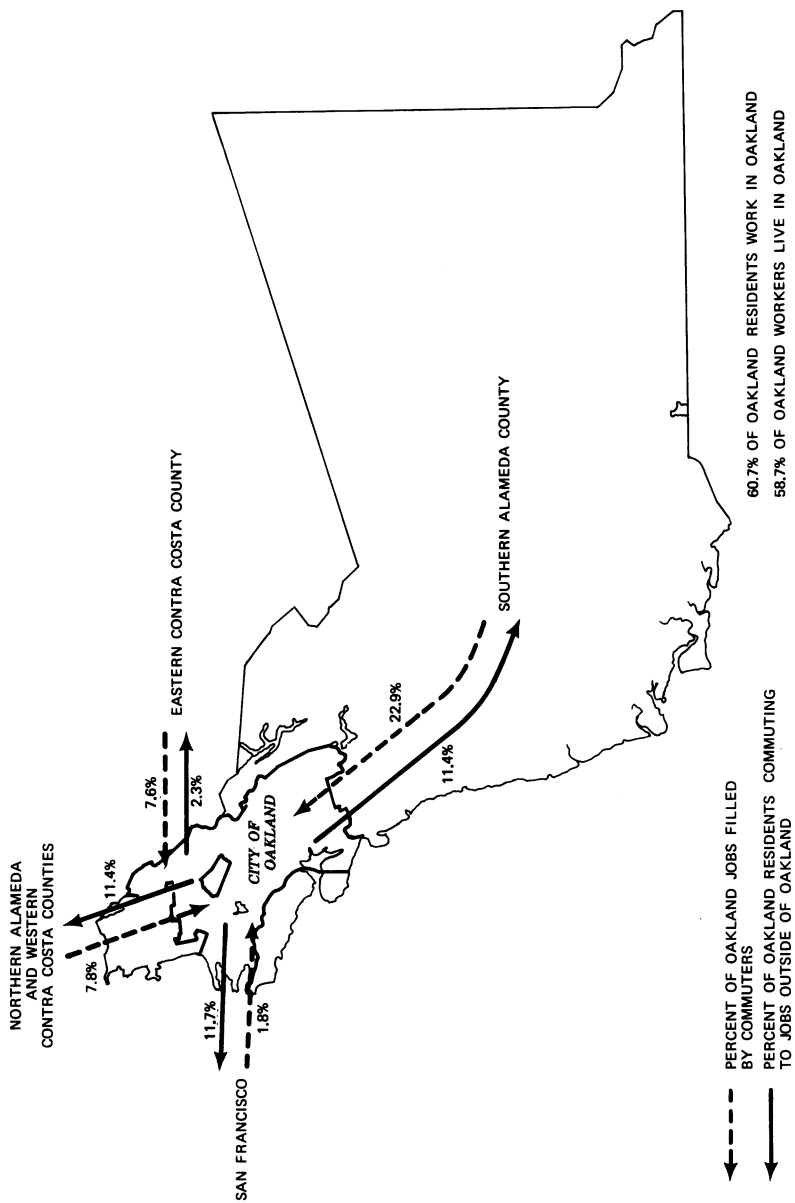 NORTHERN ALAMEDA
AND WESTERN
CONTRA COSTA COUNTIES
7.8%
11.4%
7.6%
2.3%
EASTERN CONTRA COSTA COUNTY
SAN FRANCISCO
11.7%
1.8%
CITY OF
OAKLAND
22.9%
11.4%
SOUTHERN ALAMEDA COUNTY
PERCENT OF OAKLAND JOBS FILLED
BY COMMUTERS
PERCENT OF OAKLAND RESIDENTS COMMUTING
TO JOBS OUTSIDE OF OAKLAND
60.7% OF OAKLAND RESIDENTS WORK IN OAKLAND
58.7% OF OAKLAND WORKERS LIVE IN OAKLAND